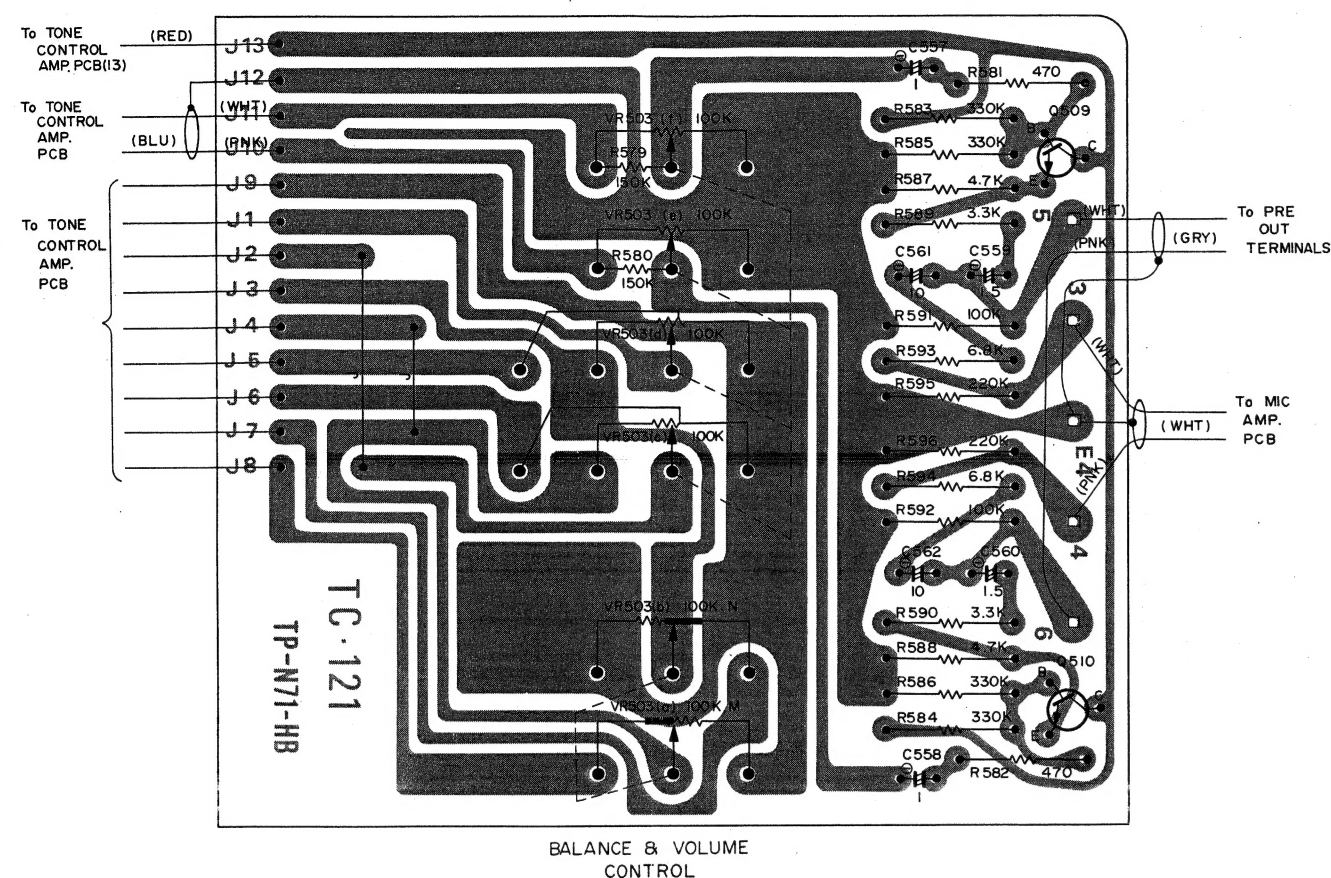 To TONE
CONTROL
AMP. PCB(13)
(RED)
To TONE
CONTROL
AMP.
PCB
(BLU)
(WHT)
(PNK)
To TONE
CONTROL
AMP.
PCB
J13
J12
J11
J10
J9
J1
J2
J3
J4
J5
J6
J7
J8
VR503 (f) 100K
R579
150K
VR503 (e) 100K
R580
150K
VR503(d) 100K
J
J
100K
VR503(b) 100K N
VR503(a) 100K M
TC-121
TP-N71-HB
C557
1
R581 470
R583 330K
Q509
B
C
E
R585 330K
R587 4.7K
R589 3.3K
5
(WHT)
(PNK)
C561
10
C559
1.5
R591 100K
3
R593 6.8K
R595 220K
(WHT)
R596 220K
E4
R594 6.8K
(PNK)
R592 100K
4
C562
10
C560
1.5
R590 3.3K
6
R588 4.7K
Q510
B
C
E
R586 330K
R584 330K
C558
1
R582 470
To PRE
OUT
TERMINALS
(GRY)
To MIC
AMP.
PCB
(WHT)
BALANCE & VOLUME
CONTROL